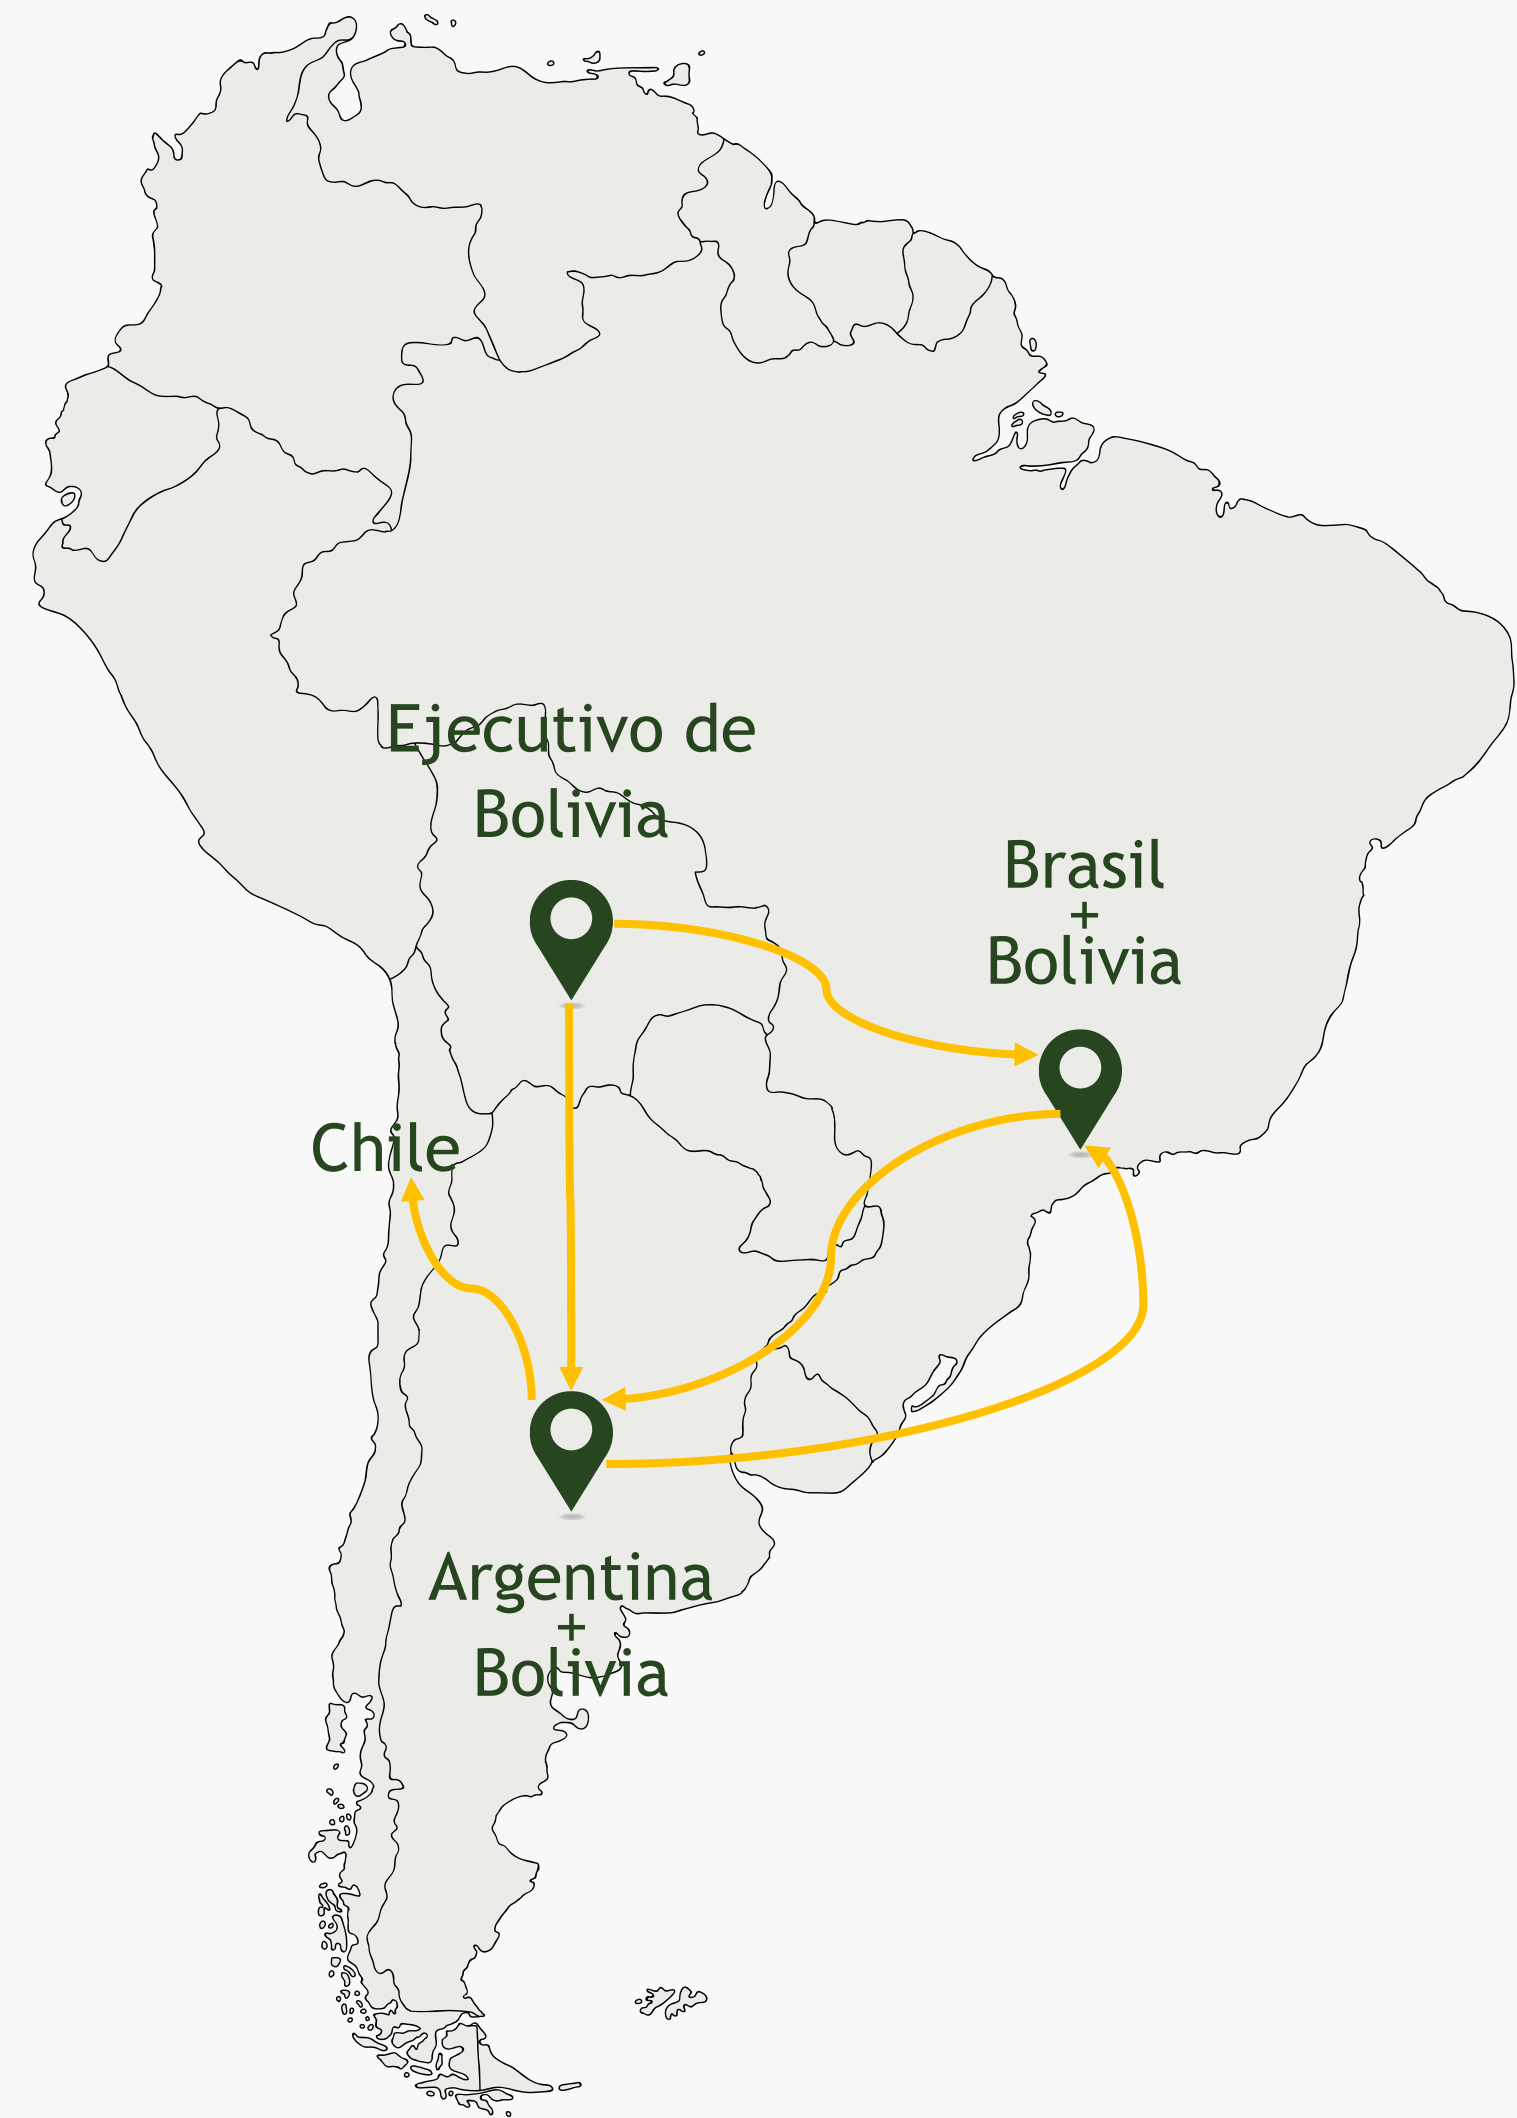 Ejecutivo de
Bolivia
Brasil
+
Bolivia
Chile
Argentina
+
Bolivia